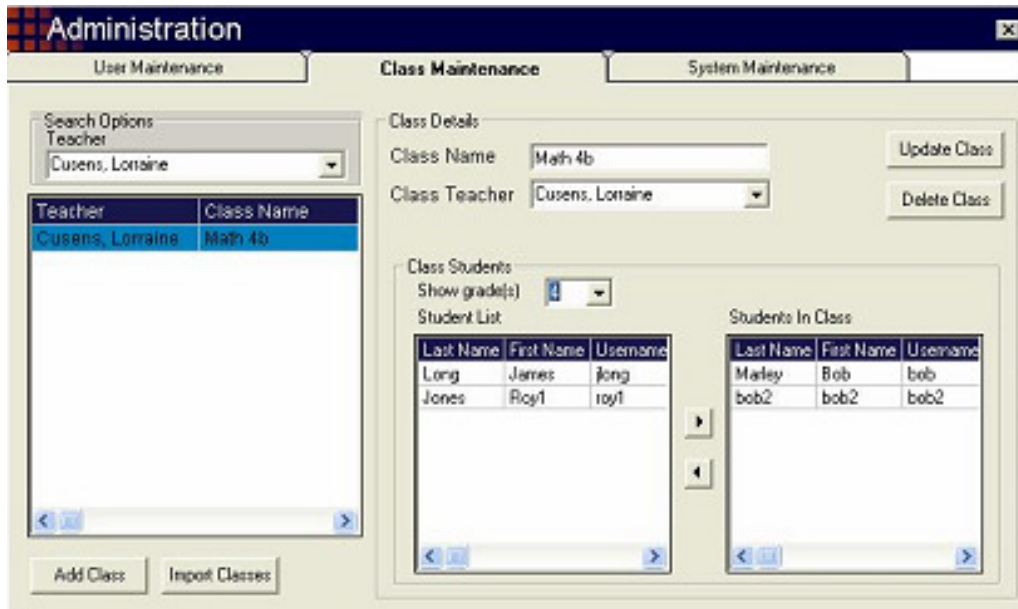 Administration
User Maintenance
Class Maintenance
System Maintenance
Search Options
Teacher
Cusens, Lorraine
Teacher Class Name
Cusens, Lorraine Math 4b
Add Class
Import Classes
Class Details
Class Name Math 4b
Class Teacher Cusens, Lorraine
Update Class
Delete Class
Class Students
Show grade(s) 4
Student List
Last Name First Name Username
Long James jlong
Jones Roy1 roy1
Students In Class
Last Name First Name Username
Marley Bob bob
bob2 bob2 bob2